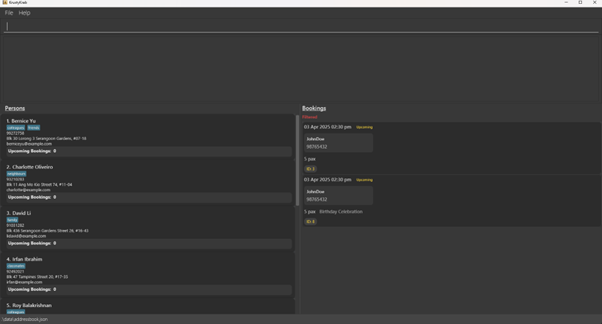 KrustyKrab
File Help
Persons
1. Bernice Yu
colleagues friends
99272758
Blk 30 Lorong 3 Serangoon Gardens, #07-18
berniceyu@example.com
Upcoming Bookings: 0
2. Charlotte Oliveiro
neighbours
93210283
Blk 11 Ang Mo Kio Street 74, #11-04
charlotte@example.com
Upcoming Bookings: 0
3. David Li
family
91031282
Blk 436 Serangoon Gardens Street 26, #16-43
lidavid@example.com
Upcoming Bookings: 0
4. Irfan Ibrahim
classmates
92492021
Blk 47 Tampines Street 20, #17-35
irfan@example.com
Upcoming Bookings: 0
5. Roy Balakrishnan
colleagues
Bookings
Filtered
03 Apr 2025 02:30 pm Upcoming
JohnDoe
98765432
5 pax
03 Apr 2025 02:30 pm Upcoming
JohnDoe
98765432
5 pax Birthday Celebration
ID: 8
\data\addressbook.json